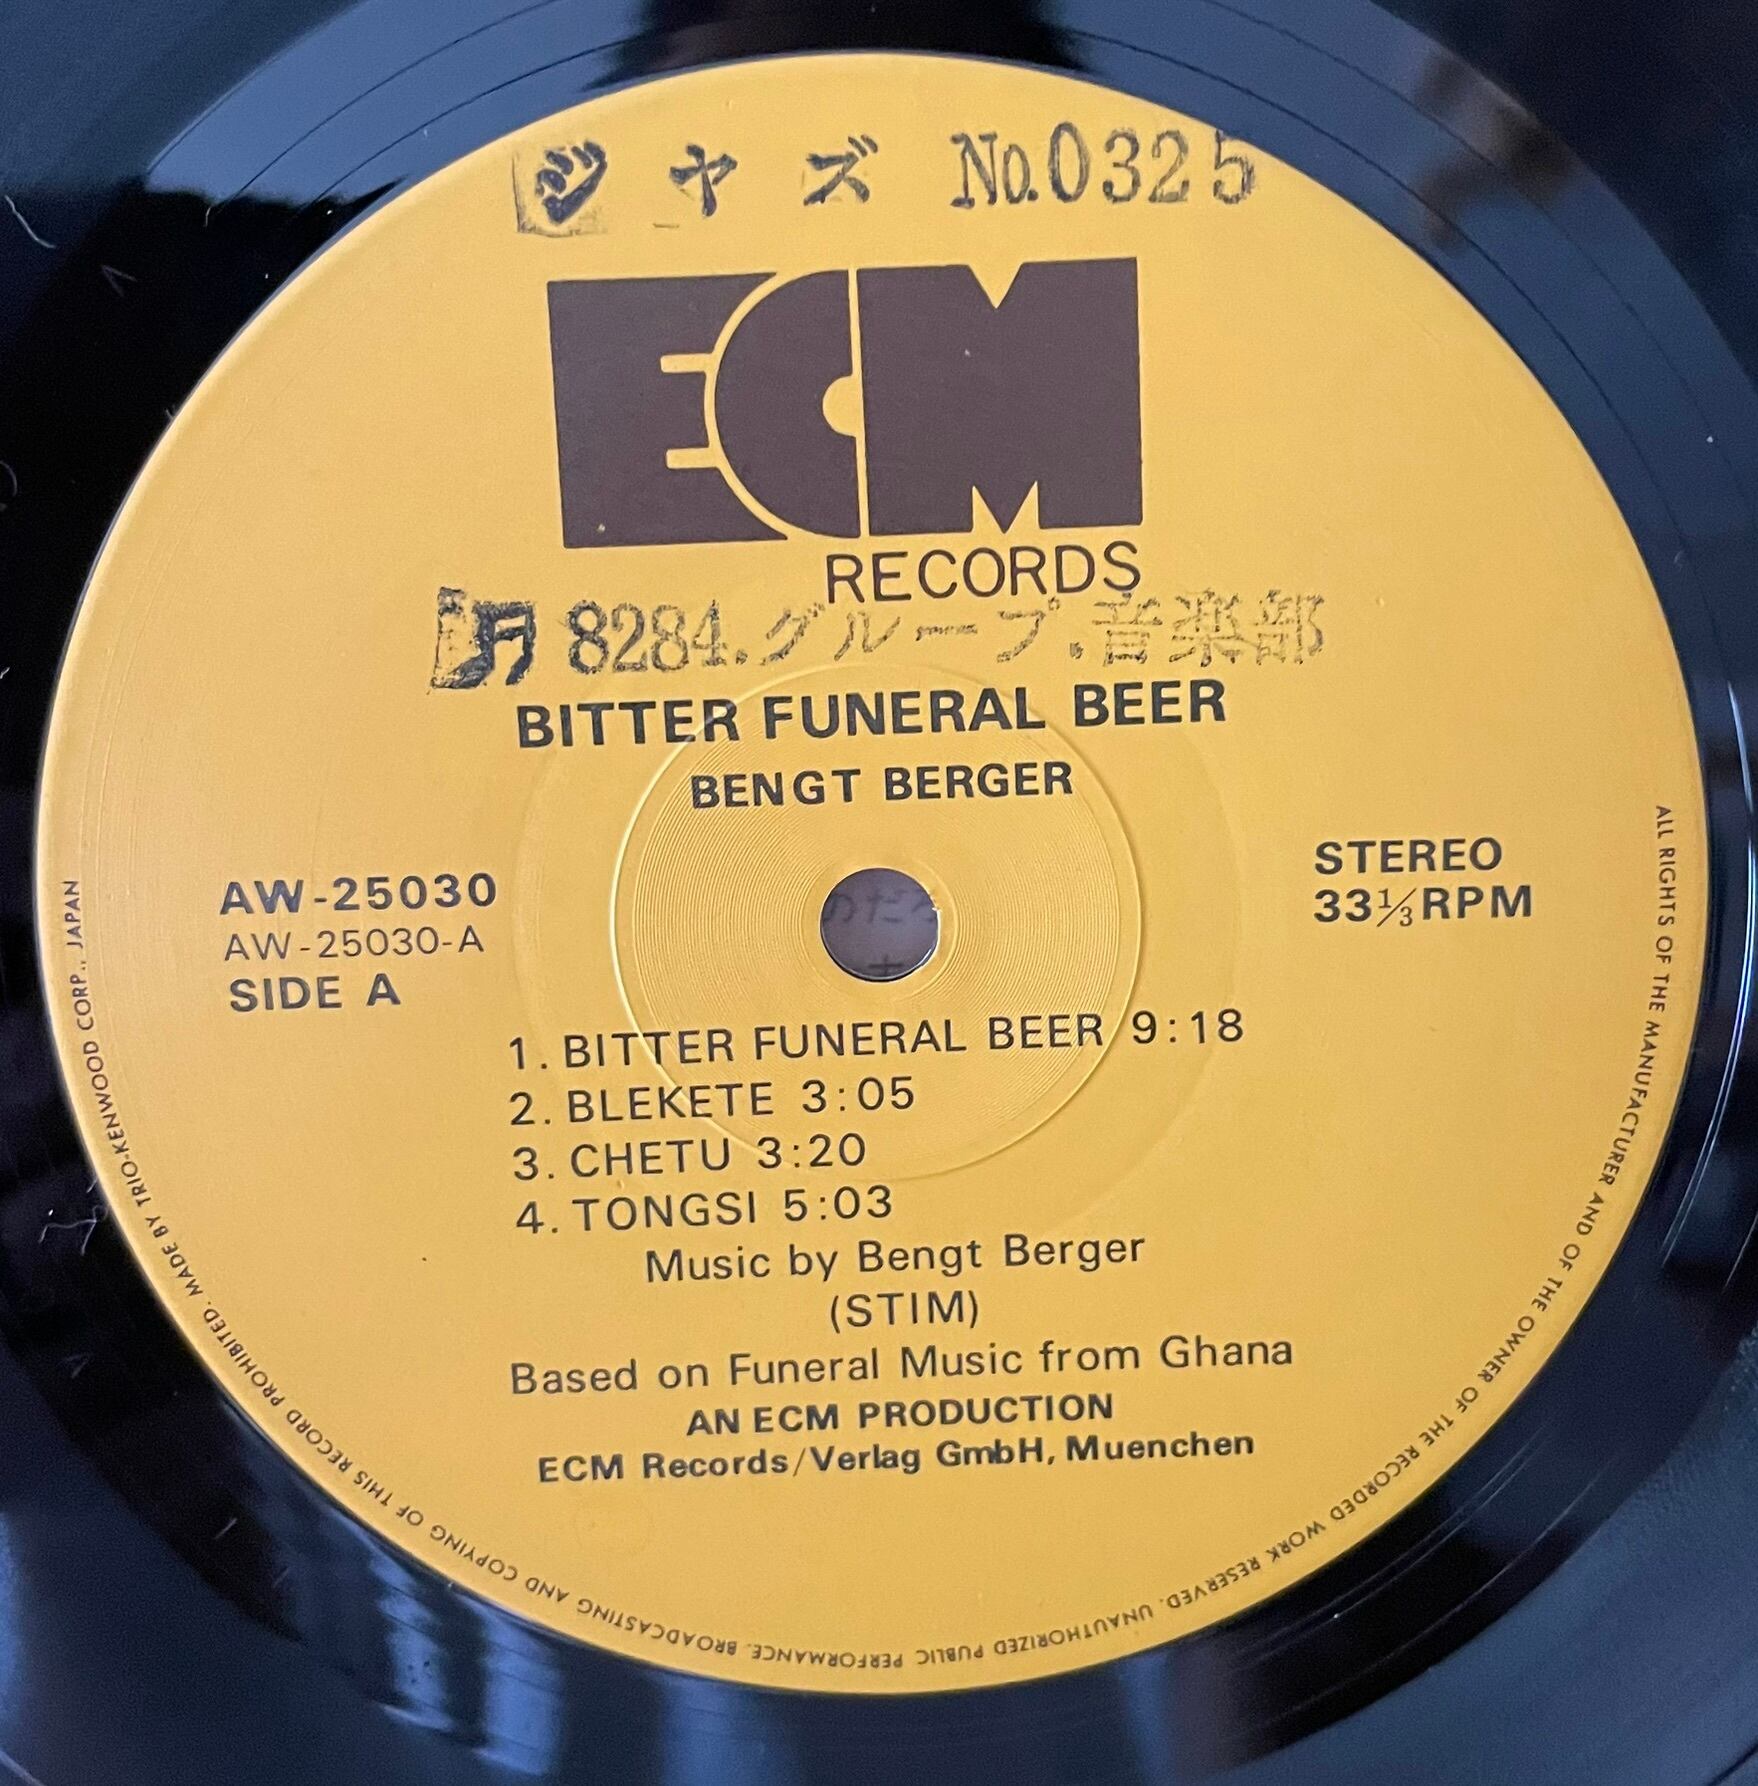 ジャズ No.0325
ECM
RECORDS
8284.グループ.音楽部
BITTER FUNERAL BEER
BENGT BERGER
AW-25030
AW-25030-A
SIDE A
STEREO
33 1/3 RPM
1. BITTER FUNERAL BEER 9:18
2. BLEKETE 3:05
3. CHETU 3:20
4. TONGSI 5:03
Music by Bengt Berger
(STIM)
Based on Funeral Music from Ghana
AN ECM PRODUCTION
ECM Records/Verlag GmbH, Muenchen
ALL RIGHTS OF THE MANUFACTURER AND OF THE OWNER OF THE RECORDED WORK RESERVED. UNAUTHORIZED PUBLIC PERFORMANCE. BROADCASTING AND COPYING OF THIS RECORD PROHIBITED. MADE BY TRIO-KENWOOD CORP., JAPAN